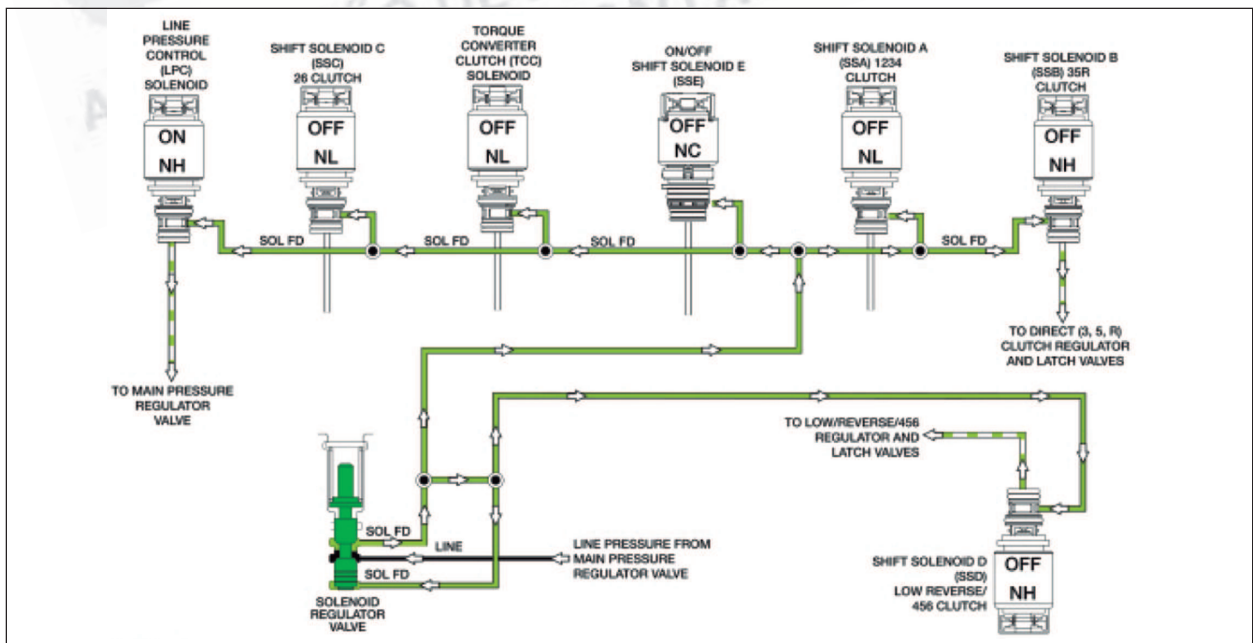 LINE
PRESSURE
CONTROL
(LPC)
SOLENOID
ON
NH
SHIFT SOLENOID C
(SSC)
26 CLUTCH
OFF
NL
TORQUE
CONVERTER
CLUTCH (TCC)
SOLENOID
OFF
NL
ON/OFF
SHIFT SOLENOID E
(SSE)
OFF
NC
SHIFT SOLENOID A
(SSA) 1234
CLUTCH
OFF
NL
SHIFT SOLENOID B
(SSB) 35R
CLUTCH
OFF
NH
SOL FD
SOL FD
SOL FD
SOL FD
TO MAIN PRESSURE
REGULATOR
VALVE
TO DIRECT (3, 5, R)
CLUTCH REGULATOR
AND LATCH VALVES
TO LOW/REVERSE/456
REGULATOR AND
LATCH VALVES
SOL FD
LINE
SOL FD
LINE PRESSURE FROM
MAIN PRESSURE
REGULATOR VALVE
SOLENOID
REGULATOR
VALVE
SHIFT SOLENOID D
(SSD)
LOW REVERSE/
456 CLUTCH
OFF
NH